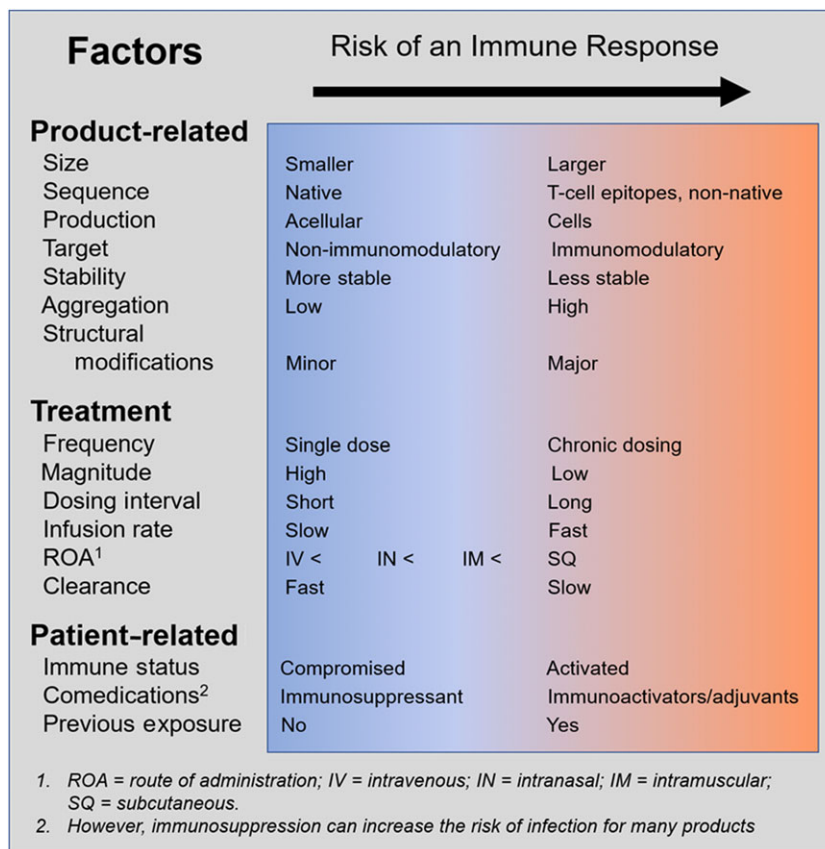 Factors Risk of an Immune Response
Product-related
Size Smaller Larger
Sequence Native T-cell epitopes, non-native
Production Acellular Cells
Target Non-immunomodulatory Immunomodulatory
Stability More stable Less stable
Aggregation Low High
Structural
modifications Minor Major
Treatment
Frequency Single dose Chronic dosing
Magnitude High Low
Dosing interval Short Long
Infusion rate Slow Fast
ROA1 IV < IN < IM < SQ
Clearance Fast Slow
Patient-related
Immune status Compromised Activated
Comedications2 Immunosuppressant Immunoactivators/adjuvants
Previous exposure No Yes
1. ROA = route of administration; IV = intravenous; IN = intranasal; IM = intramuscular;
SQ = subcutaneous.
2. However, immunosuppression can increase the risk of infection for many products